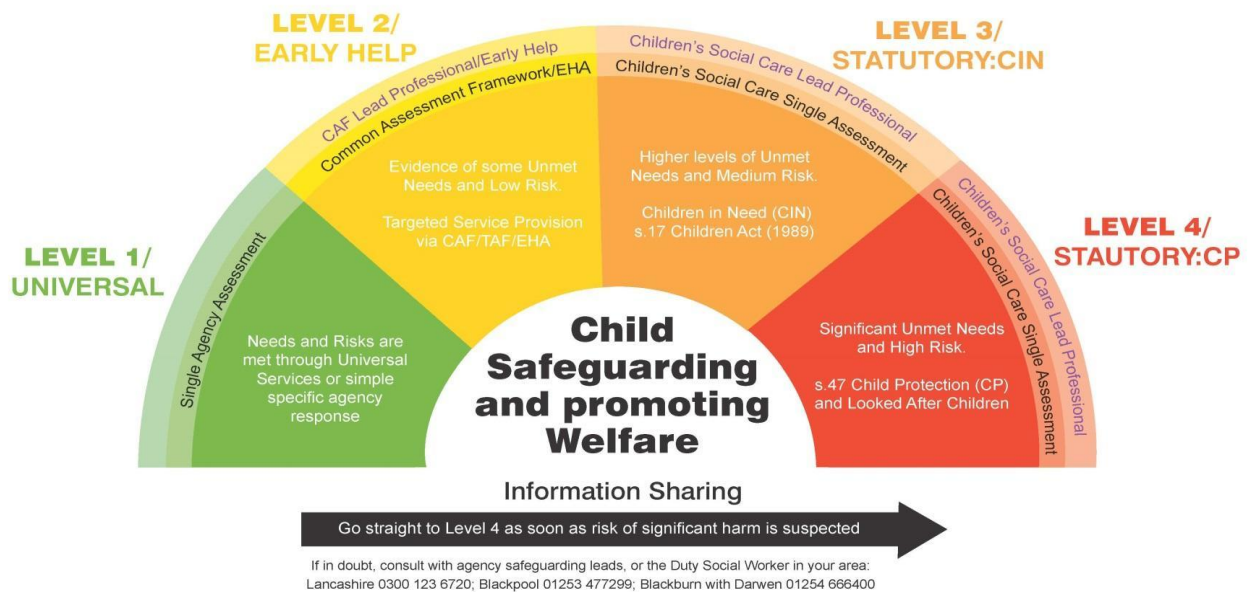 LEVEL 1/
UNIVERSAL
Single Agency Assessment
Needs and Risks are
met through Universal
Services or simple
specific agency
response
LEVEL 2/
EARLY HELP
CAF Lead Professional/Early Help
Common Assessment Framework/EHA
Evidence of some Unmet
Needs and Low Risk.
Targeted Service Provision
via CAF/TAF/EHA
LEVEL 3/
STATUTORY:CIN
Children's Social Care Lead Professional
Children's Social Care Single Assessment
Higher levels of Unmet
Needs and Medium Risk.
Children in Need (CIN)
s.17 Children Act (1989)
LEVEL 4/
STAUTORY:CP
Children's Social Care Lead Professional
Children's Social Care Single Assessment
Significant Unmet Needs
and High Risk.
s.47 Child Protection (CP)
and Looked After Children
Child
Safeguarding
and promoting
Welfare
Information Sharing
Go straight to Level 4 as soon as risk of significant harm is suspected
If in doubt, consult with agency safeguarding leads, or the Duty Social Worker in your area:
Lancashire 0300 123 6720; Blackpool 01253 477299; Blackburn with Darwen 01254 666400